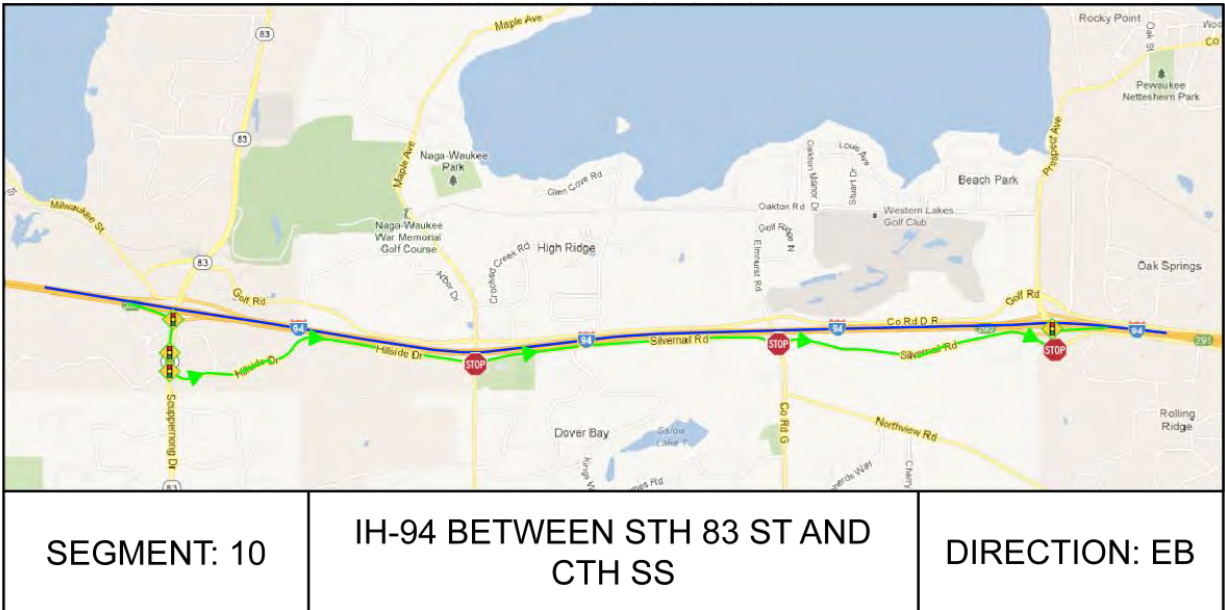 Maple Ave
Rocky Point
Oak St
Co
Pewaukee
Nettesheim Park
83
83
Naga-Waukee
Park
Maple Ave
Glen Cove Rd
Oakton Manor Dr
Louis Ave
Stuart Dr
Prospect Ave
Beach Park
Milwaukee St
St
Naga-Waukee
War Memorial
Golf Course
Oakton Rd
Western Lakes
Golf Club
Golf Ridge N
Elmhurst Rd
High Ridge
Crooked Creek Rd
Arbor Dr
83
Oak Springs
Golf Rd
Golf Rd
94
94
94
94
Co Rd D R
291
Hillside Dr
Silvernail Rd
STOP
STOP
STOP
Hillside Dr
Silvernail Rd
Co Rd G
Northview Rd
Rolling
Ridge
Dover Bay
Cherry
83
SEGMENT: 10
IH-94 BETWEEN STH 83 ST AND
CTH SS
DIRECTION: EB